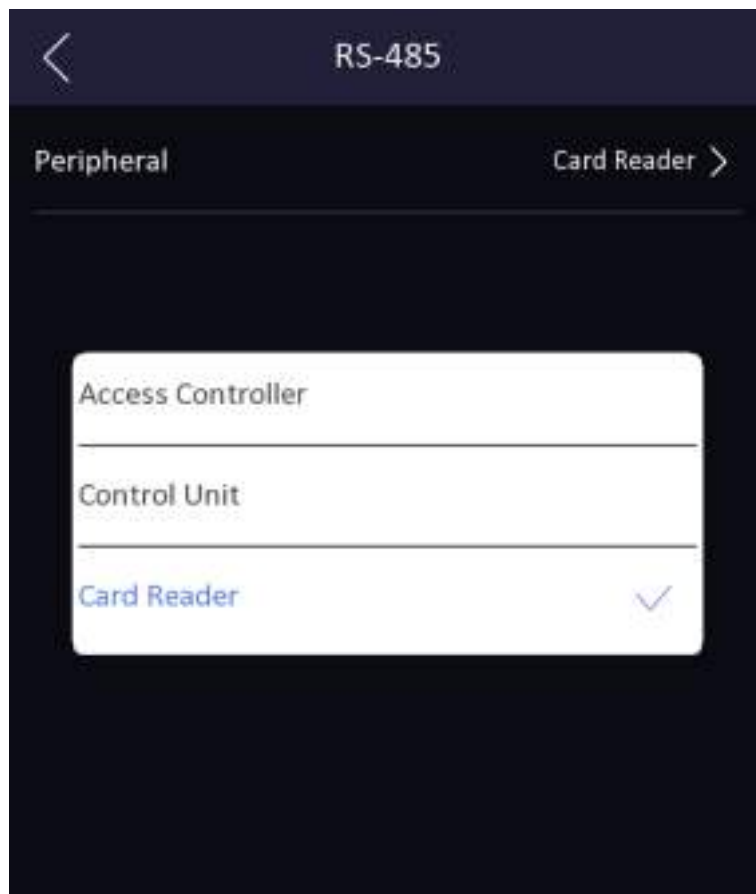 RS-485
Peripheral Card Reader
Access Controller
Control Unit
Card Reader